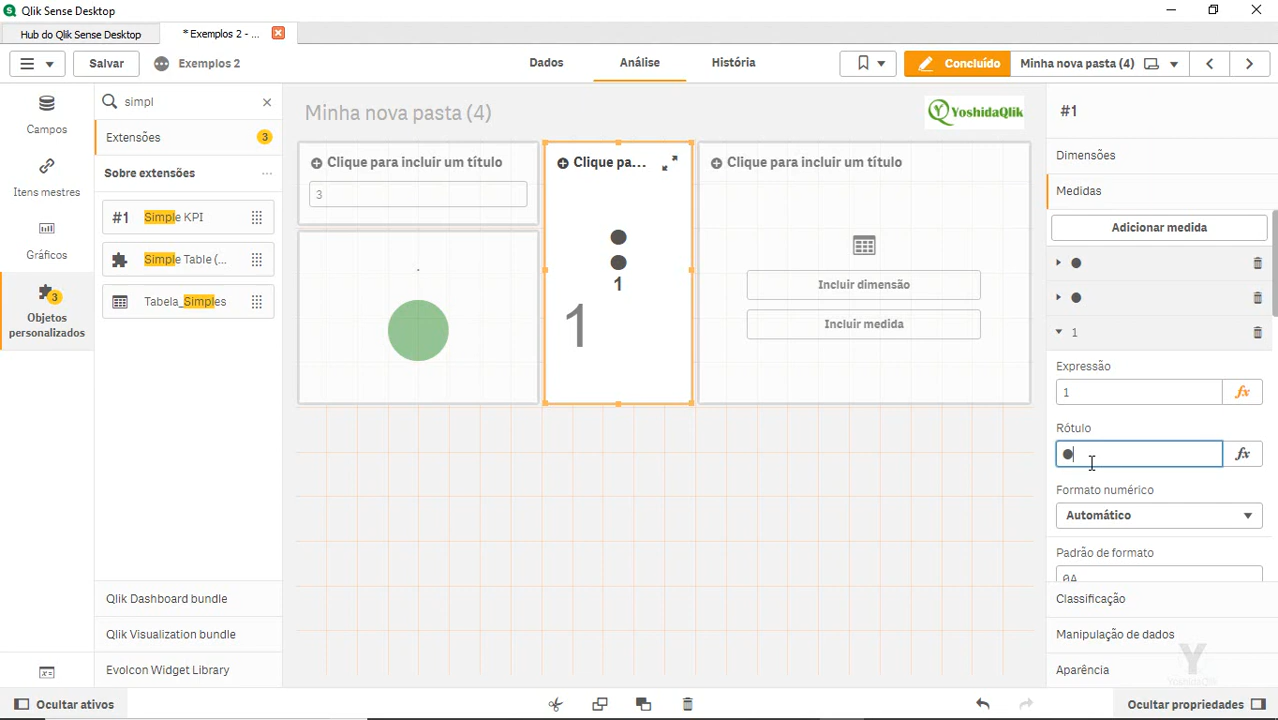 Qlik Sense Desktop
Hub do Qlik Sense Desktop
* Exemplos 2 - ...
Salvar
Exemplos 2
Dados
Análise
História
Concluído
Minha nova pasta (4)
Campos
Itens mestres
Gráficos
3
Objetos personalizados
simpl
Extensões
3
Sobre extensões
...
#1 Simple KPI
Simple Table (...
Tabela_Simples
Qlik Dashboard bundle
Qlik Visualization bundle
EvoIcon Widget Library
Minha nova pasta (4)
YoshidaQlik
Clique para incluir um título
3
Clique pa...
1
1
Clique para incluir um título
Incluir dimensão
Incluir medida
#1
Dimensões
Medidas
Adicionar medida
●
●
1
Expressão
1
fx
Rótulo
●
fx
Formato numérico
Automático
Padrão de formato
0A
Classificação
Manipulação de dados
Aparência
Y
YoshidaQlik
Ocultar ativos
Ocultar propriedades